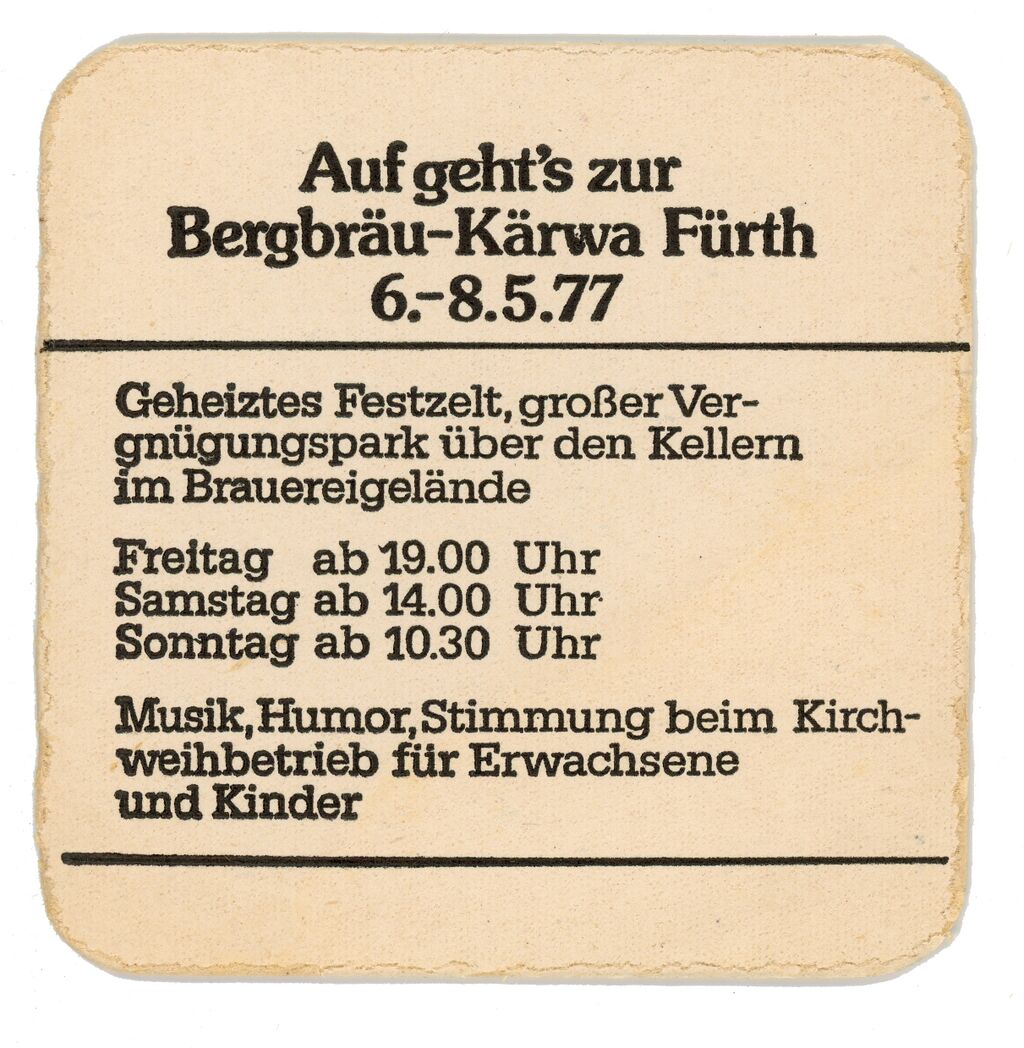 Auf geht's zur
Bergbräu-Kärwa Fürth
6.-8.5.77
Geheiztes Festzelt, großer Ver-
gnügungspark über den Kellern
im Brauereigelände
Freitag ab 19.00 Uhr
Samstag ab 14.00 Uhr
Sonntag ab 10.30 Uhr
Musik, Humor, Stimmung beim Kirch-
weihbetrieb für Erwachsene
und Kinder